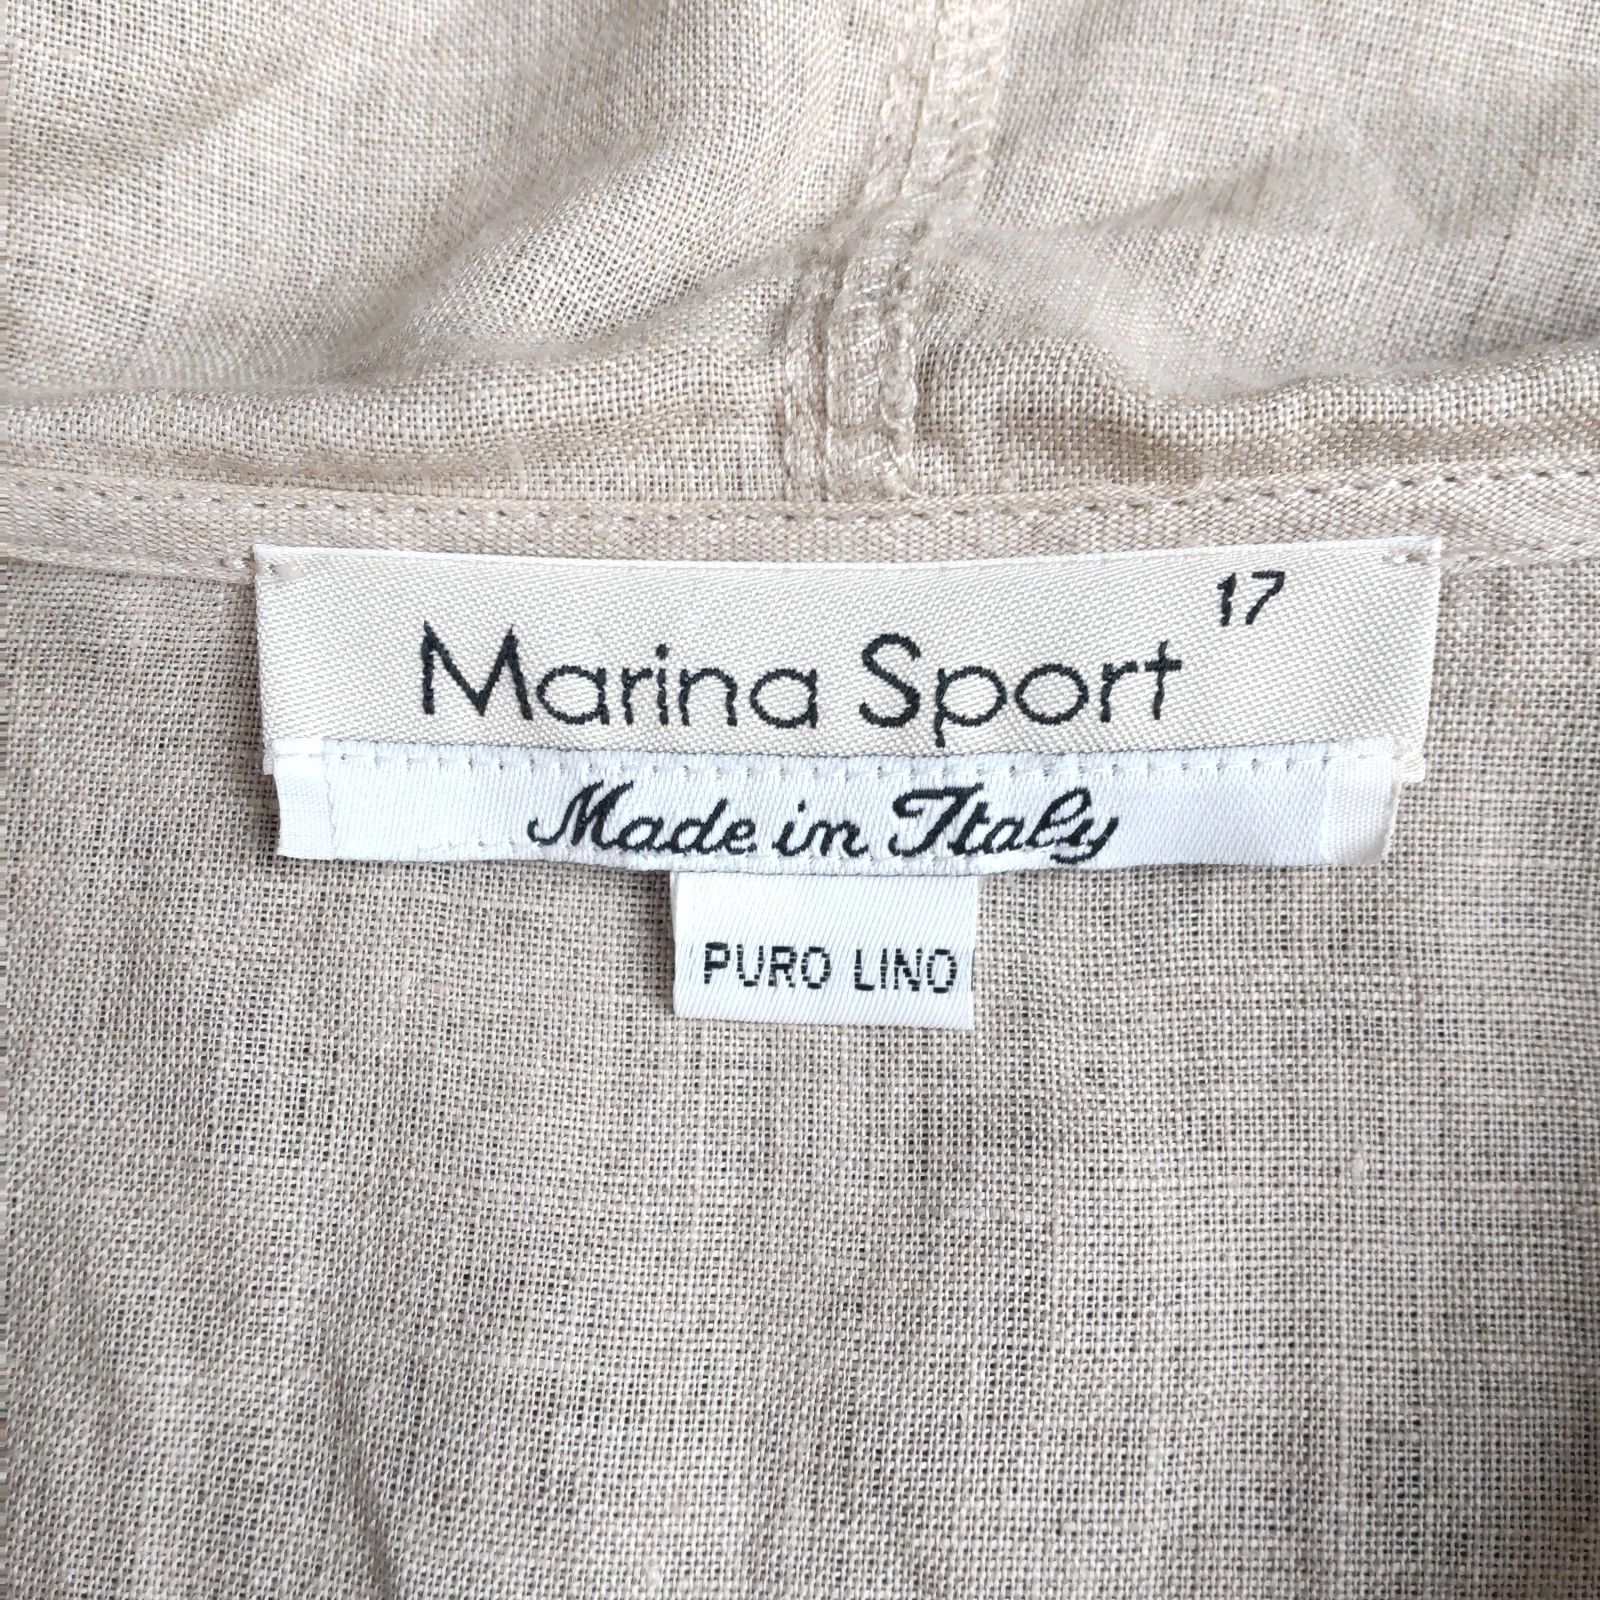 17
Marina Sport
Made in Italy
PURO LINO